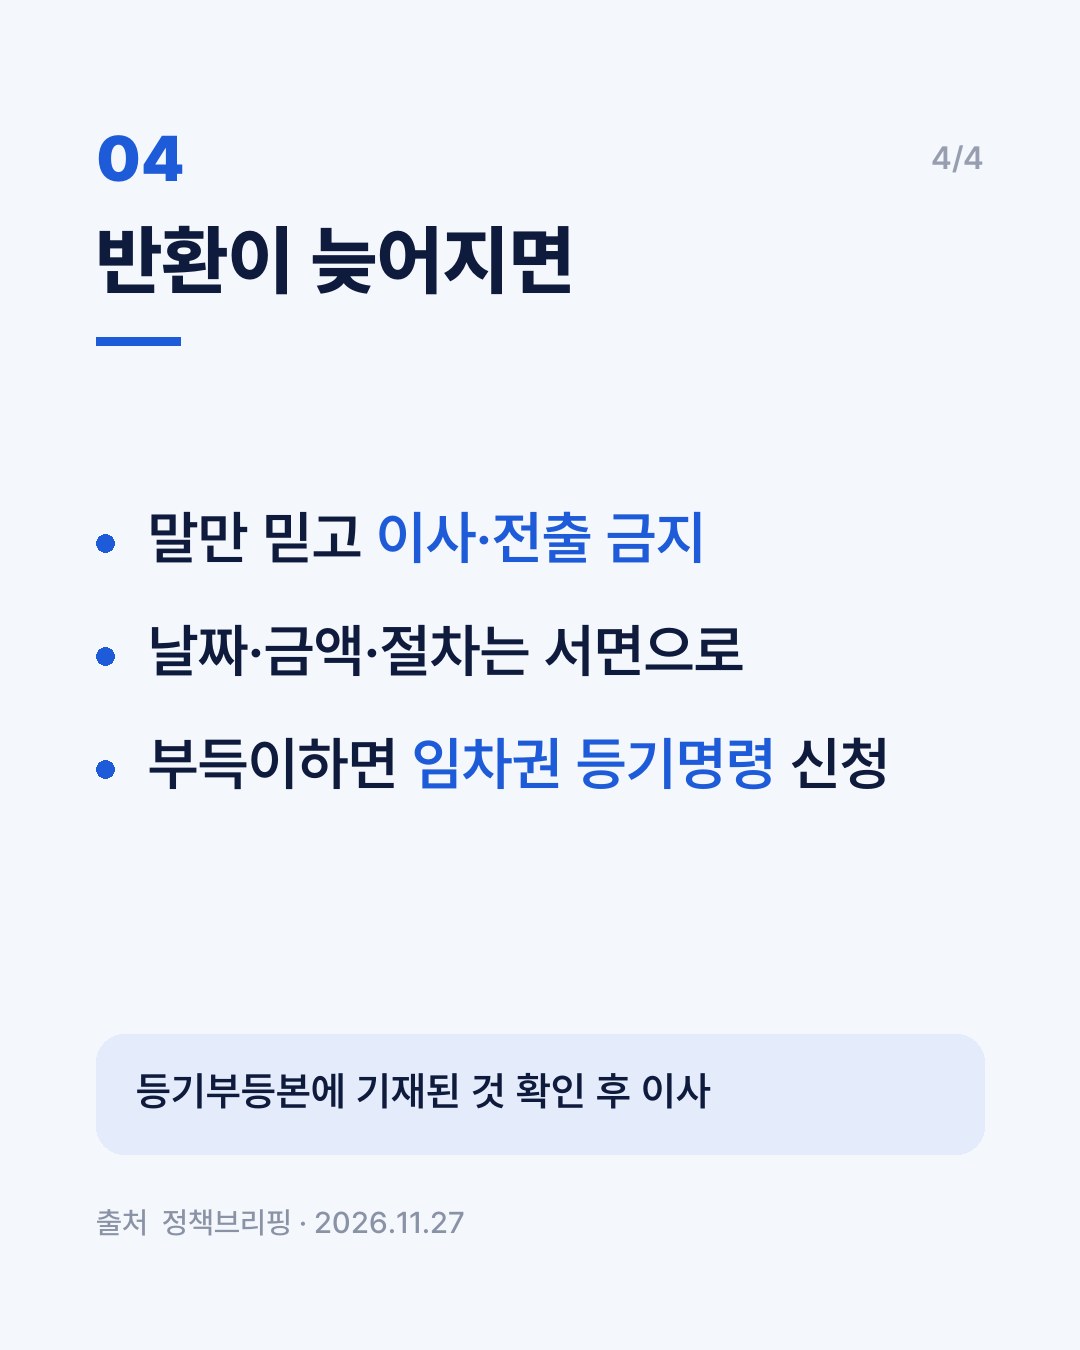 04
4/4
반환이 늦어지면
말만 믿고 이사·전출 금지
날짜·금액·절차는 서면으로
부득이하면 임차권 등기명령 신청
등기부등본에 기재된 것 확인 후 이사
출처 정책브리핑 · 2026.11.27